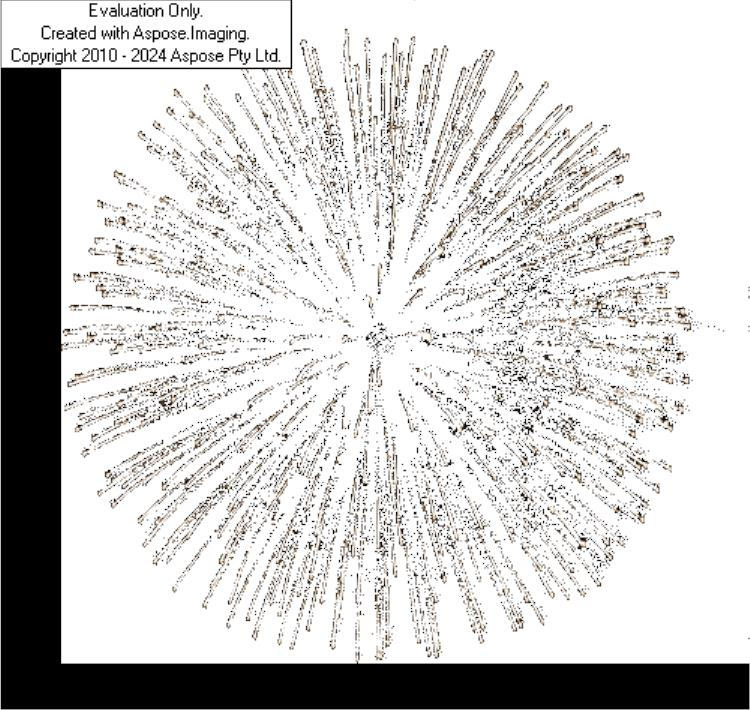 Evaluation Only.
Created with Aspose.Imaging.
Copyright 2010 - 2024 Aspose Pty Ltd.